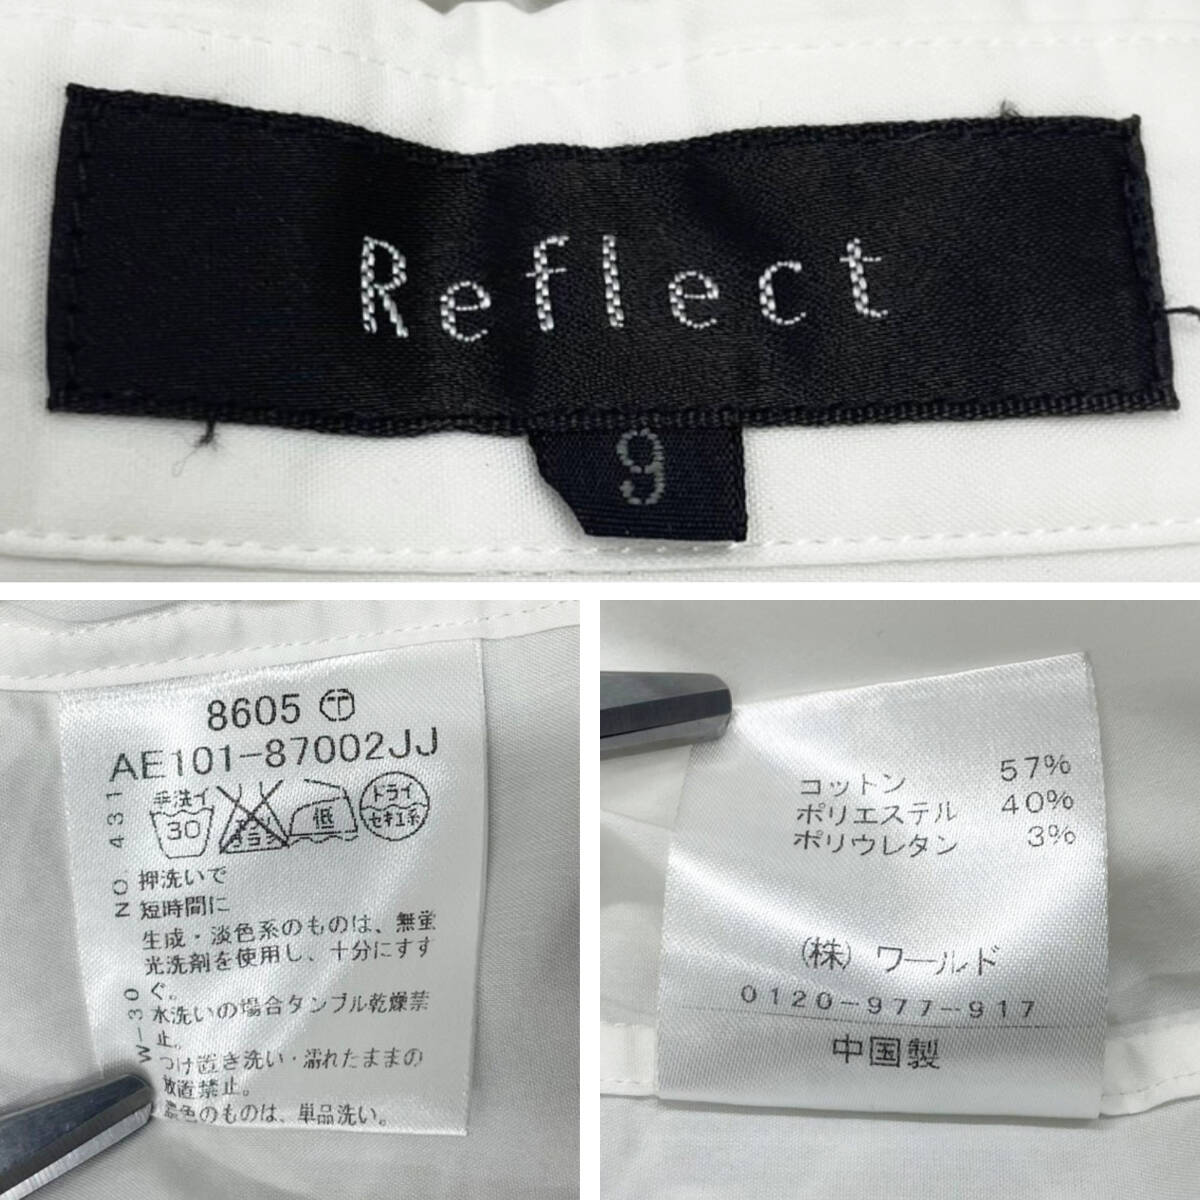 Reflect
9
8605
AE101-87002JJ
手洗イ
30
低
ドライ
セキユ系
押洗いで
短時間に
生成・淡色系のものは、無蛍
光洗剤を使用し、十分にすす
ぐ。
水洗いの場合タンブル乾燥禁
止。
つけ置き洗い・濡れたままの
放置禁止。
濃色のものは、単品洗い。
NO 431
W-30
コットン 57%
ポリエステル 40%
ポリウレタン 3%
(株) ワールド
0120-977-917
中国製